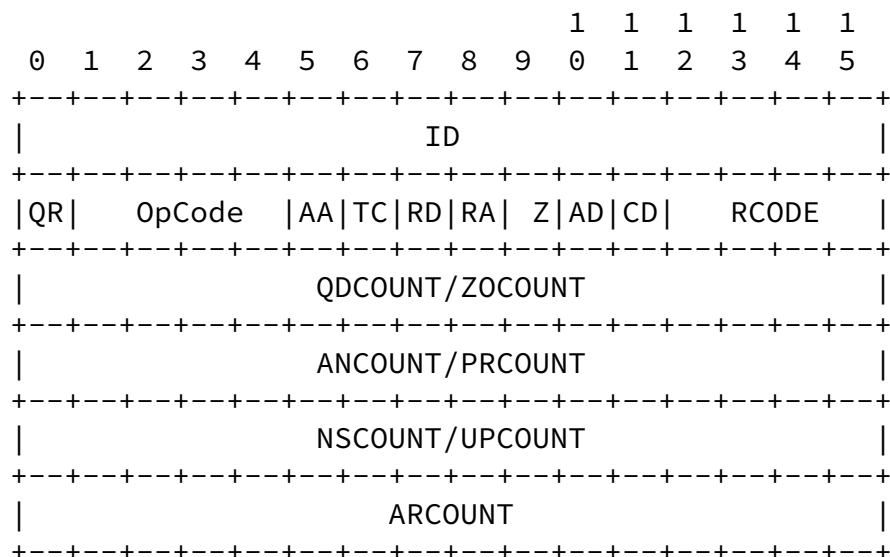 1  1  1  1  1  1
 0  1  2  3  4  5  6  7  8  9  0  1  2  3  4  5
+--+--+--+--+--+--+--+--+--+--+--+--+--+--+--+--+
|                      ID                       |
+--+--+--+--+--+--+--+--+--+--+--+--+--+--+--+--+
|QR|   OpCode  |AA|TC|RD|RA| Z|AD|CD|   RCODE   |
+--+--+--+--+--+--+--+--+--+--+--+--+--+--+--+--+
|                QDCOUNT/ZOCOUNT                |
+--+--+--+--+--+--+--+--+--+--+--+--+--+--+--+--+
|                ANCOUNT/PRCOUNT                |
+--+--+--+--+--+--+--+--+--+--+--+--+--+--+--+--+
|                NSCOUNT/UPCOUNT                |
+--+--+--+--+--+--+--+--+--+--+--+--+--+--+--+--+
|                    ARCOUNT                    |
+--+--+--+--+--+--+--+--+--+--+--+--+--+--+--+--+